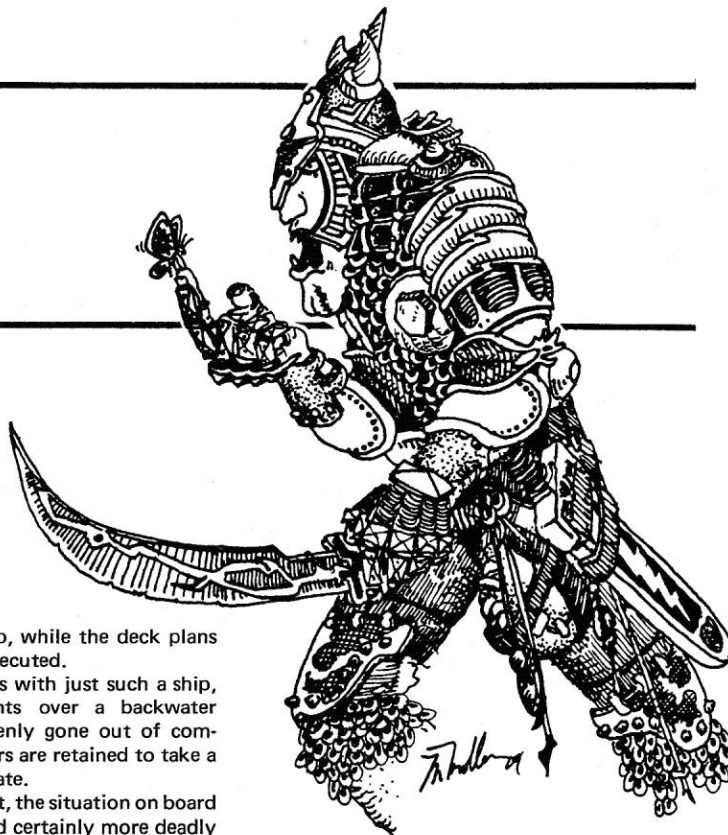 o, while the deck plans
ecuted.
s with just such a ship,
nts over a backwater
enly gone out of com-
rs are retained to take a
ate.
t, the situation on board
d certainly more deadly